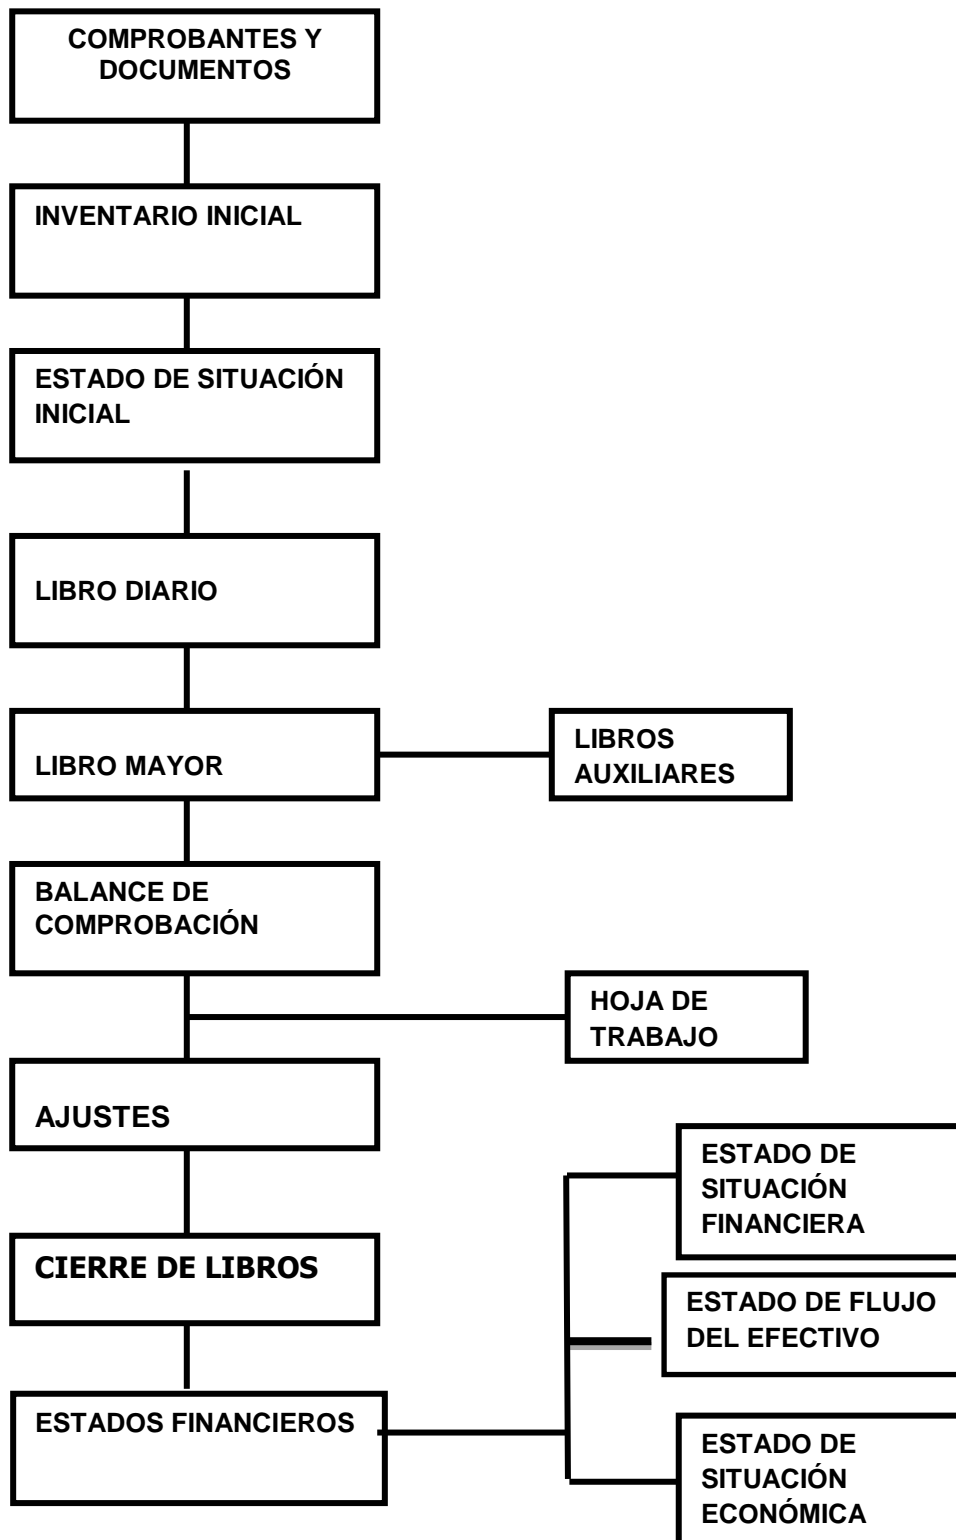 COMPROBANTES Y
DOCUMENTOS
INVENTARIO INICIAL
ESTADO DE SITUACIÓN
INICIAL
LIBRO DIARIO
LIBRO MAYOR
LIBROS
AUXILIARES
BALANCE DE
COMPROBACIÓN
HOJA DE
TRABAJO
AJUSTES
CIERRE DE LIBROS
ESTADOS FINANCIEROS
ESTADO DE
SITUACIÓN
FINANCIERA
ESTADO DE FLUJO
DEL EFECTIVO
ESTADO DE
SITUACIÓN
ECONÓMICA